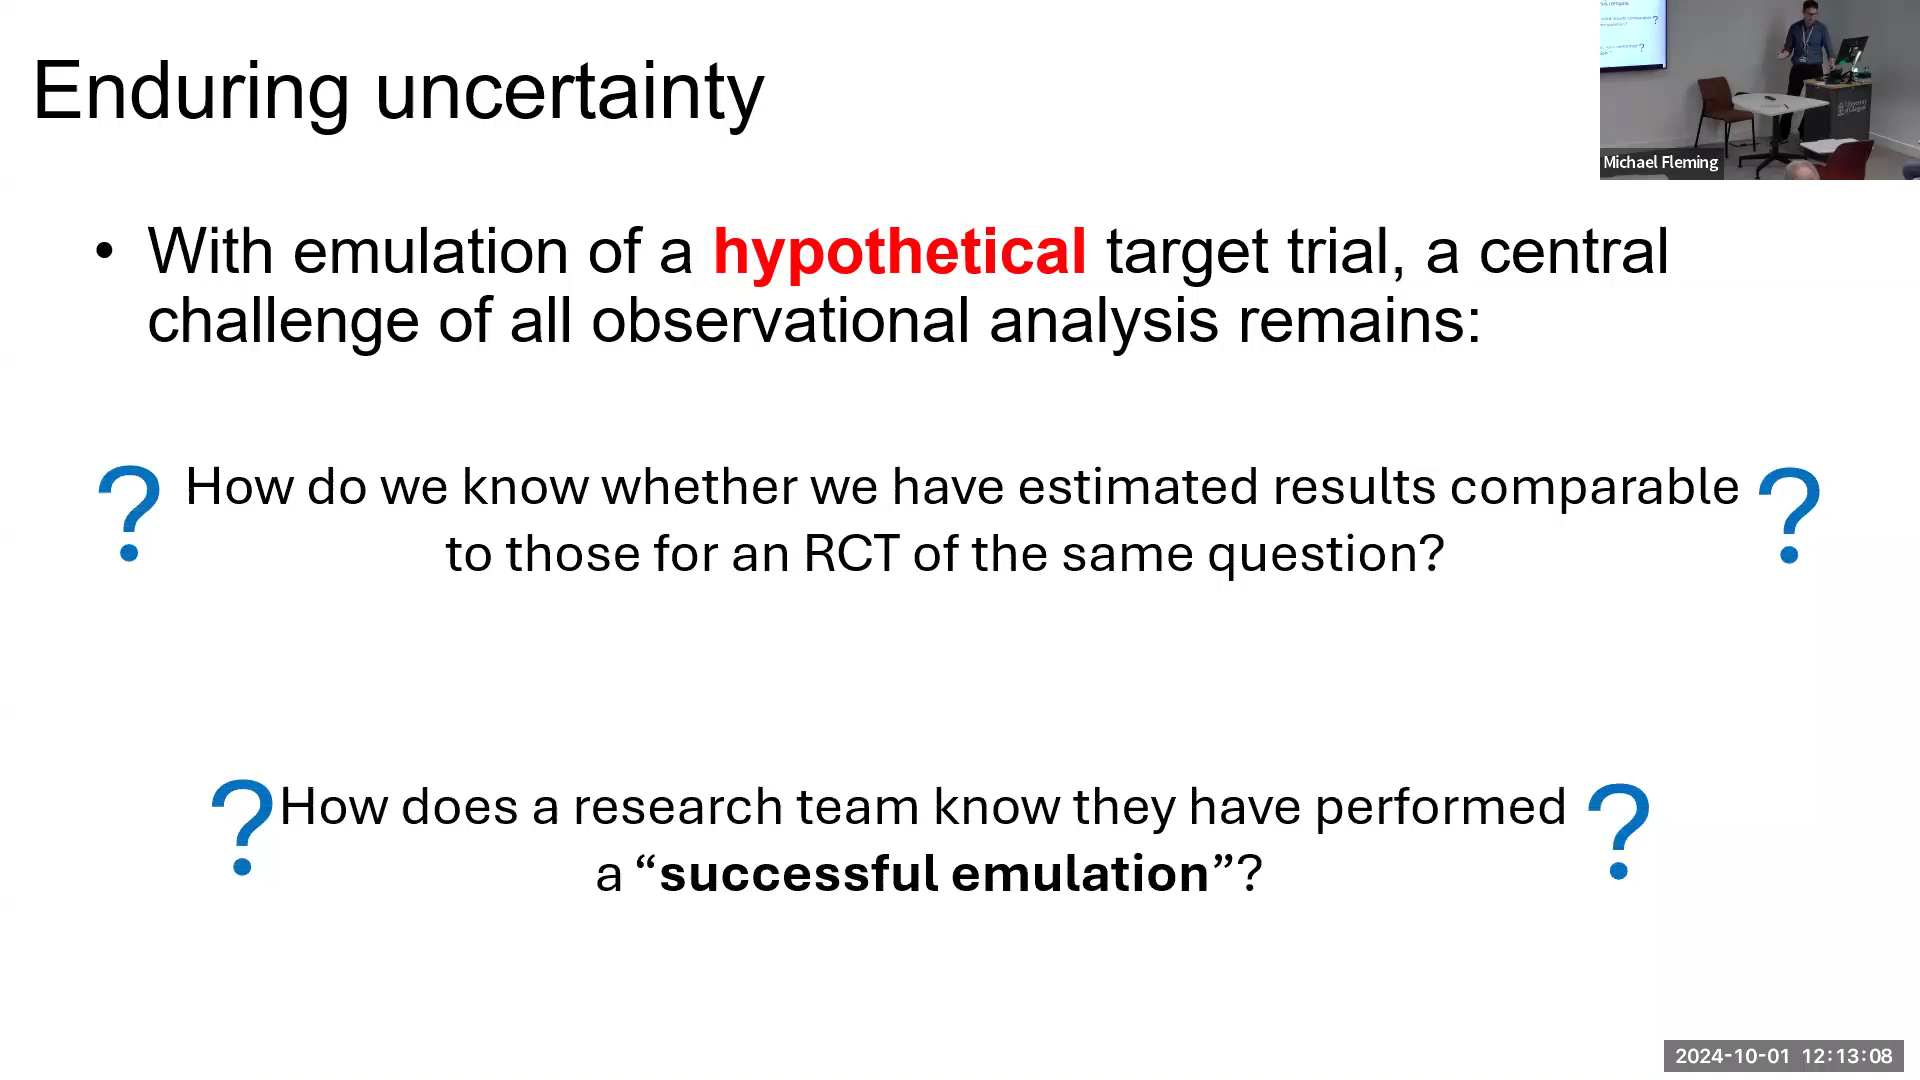 Enduring uncertainty
Michael Fleming
• With emulation of a hypothetical target trial, a central
challenge of all observational analysis remains:
? How do we know whether we have estimated results comparable ?
to those for an RCT of the same question?
? How does a research team know they have performed ?
a “successful emulation”?
2024-10-01 12:13:08